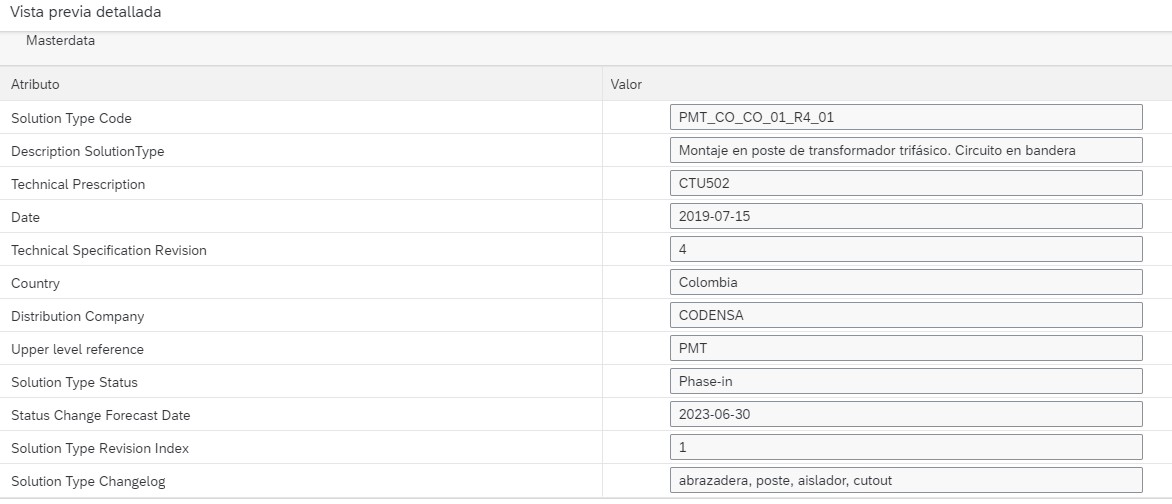 Vista previa detallada
Masterdata
Atributo Valor
Solution Type Code PMT_CO_CO_01_R4_01
Description SolutionType Montaje en poste de transformador trifásico. Circuito en bandera
Technical Prescription CTU502
Date 2019-07-15
Technical Specification Revision 4
Country Colombia
Distribution Company CODENSA
Upper level reference PMT
Solution Type Status Phase-in
Status Change Forecast Date 2023-06-30
Solution Type Revision Index 1
Solution Type Changelog abrazadera, poste, aislador, cutout